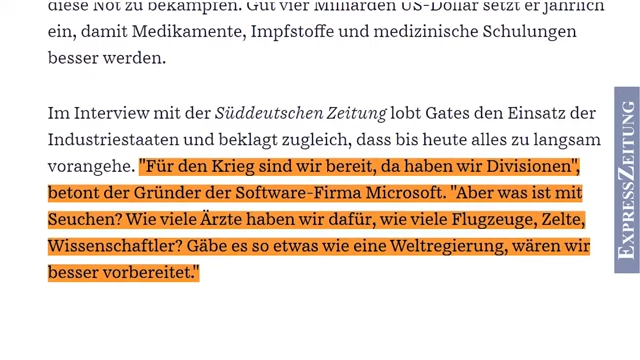 diese Not zu bekämpfen. Gut vier Milliarden US-Dollar setzt er jährlich
ein, damit Medikamente, Impfstoffe und medizinische Schulungen
besser werden.
Im Interview mit der Süddeutschen Zeitung lobt Gates den Einsatz der
Industriestaaten und beklagt zugleich, dass bis heute alles zu langsam
vorangehe. "Für den Krieg sind wir bereit, da haben wir Divisionen",
betont der Gründer der Software-Firma Microsoft. "Aber was ist mit
Seuchen? Wie viele Ärzte haben wir dafür, wie viele Flugzeuge, Zelte,
Wissenschaftler? Gäbe es so etwas wie eine Weltregierung, wären wir
besser vorbereitet."
EXPRESSZEITUNG